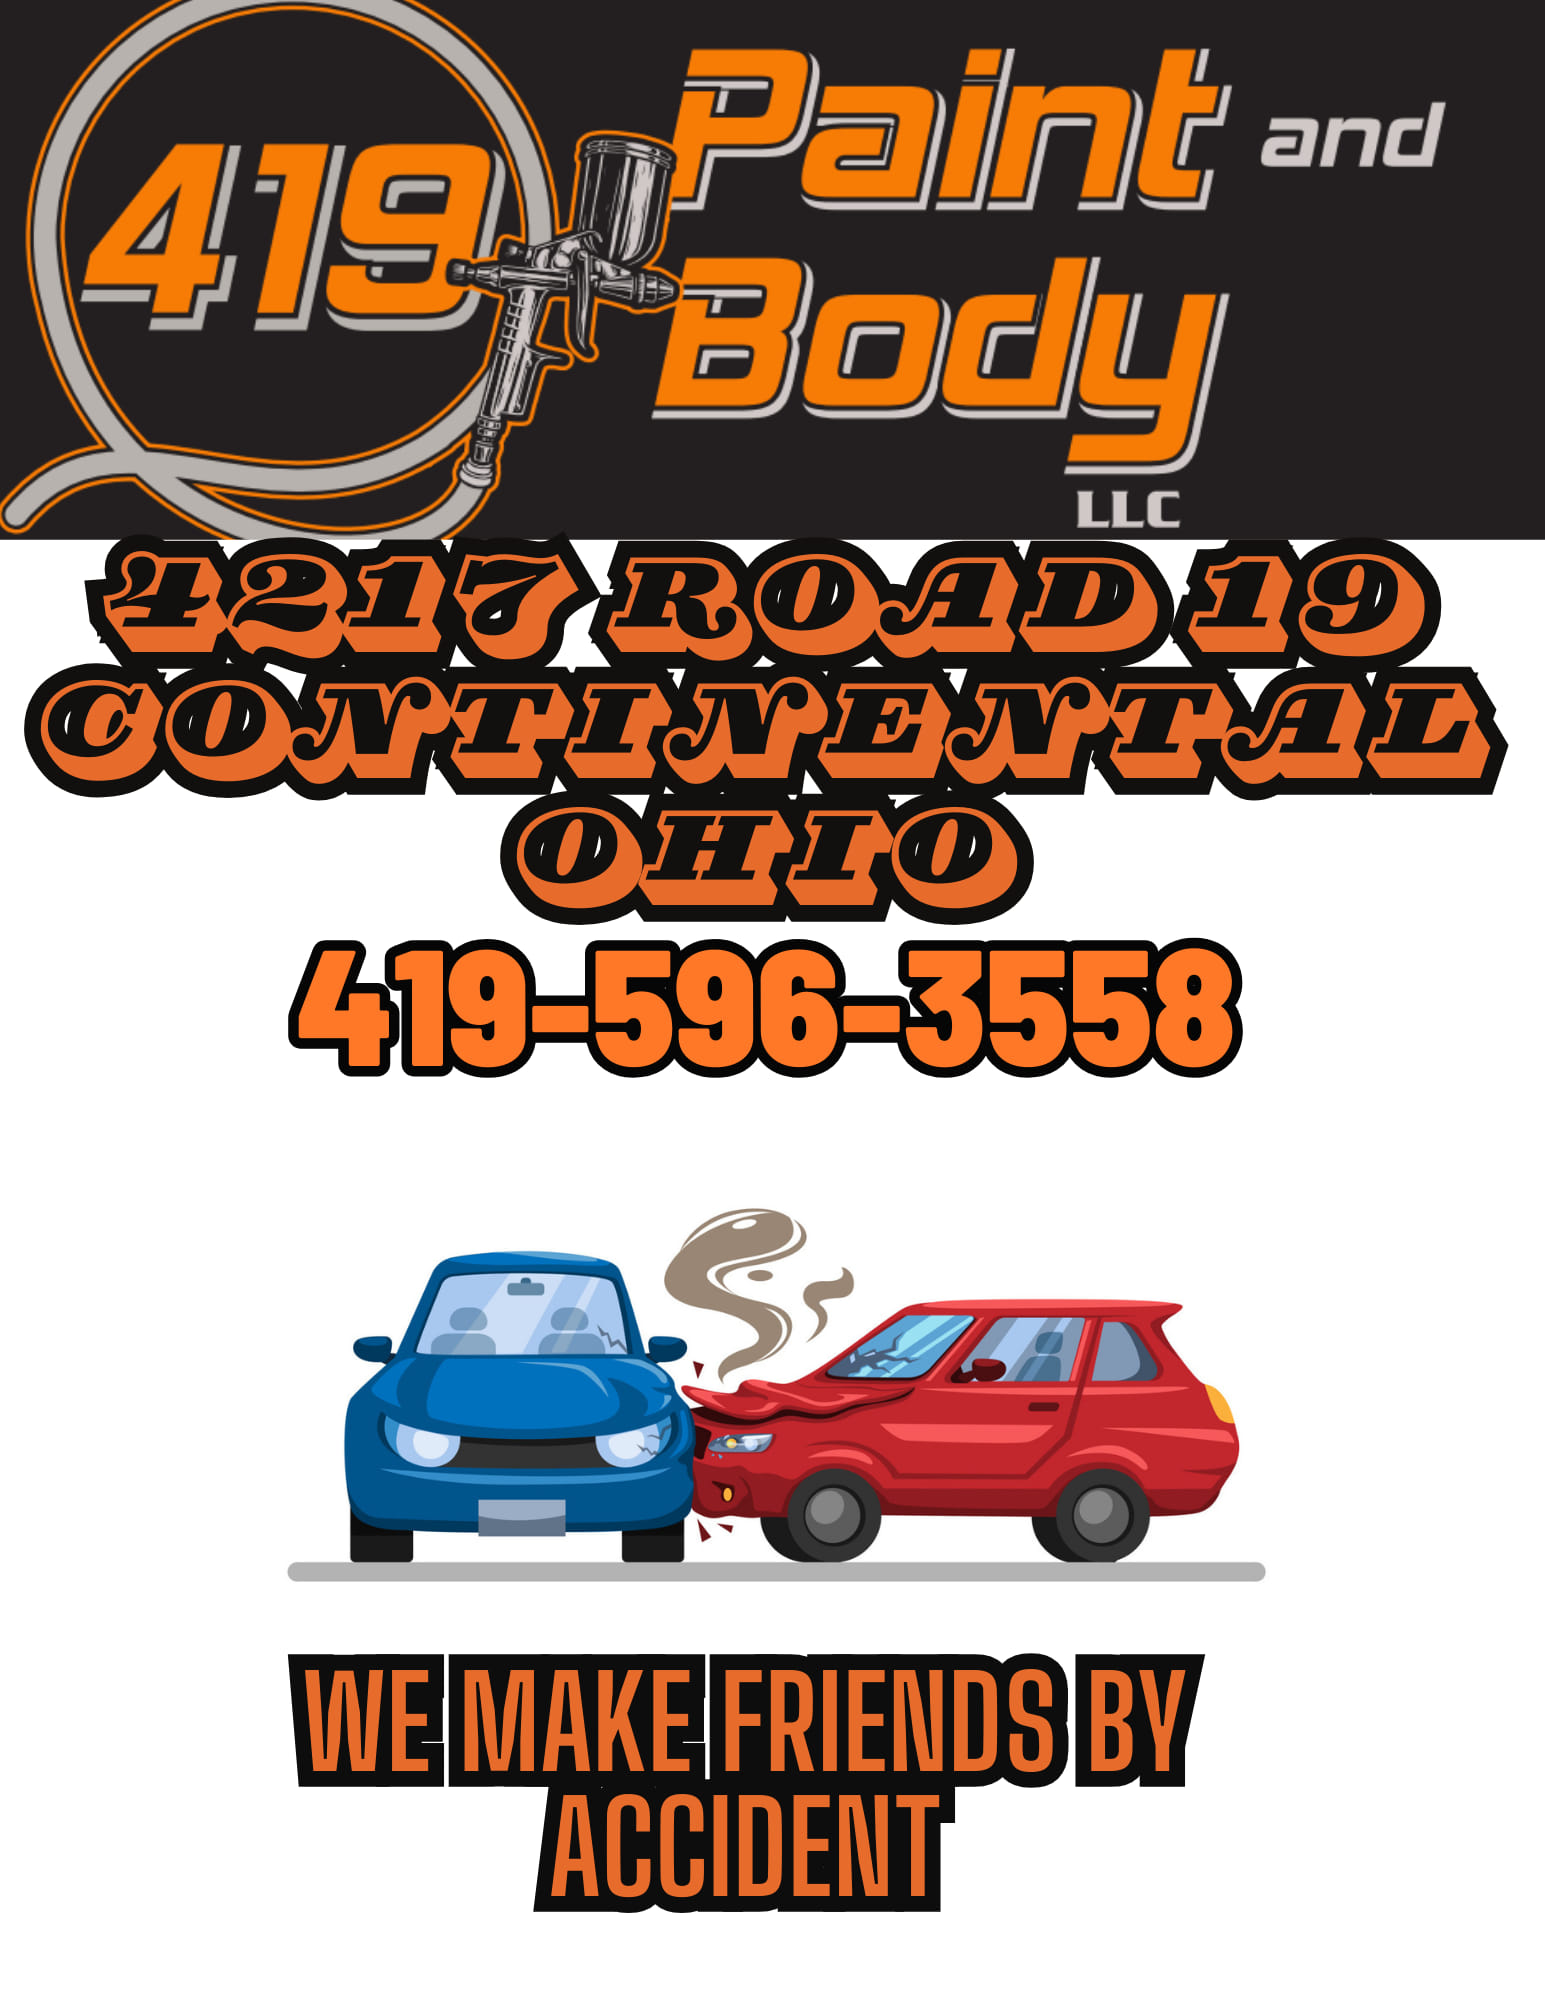 419 Paint and
Body
LLC
4217 ROAD 19
CONTINENTAL
OHIO
419-596-3558
WE MAKE FRIENDS BY
ACCIDENT